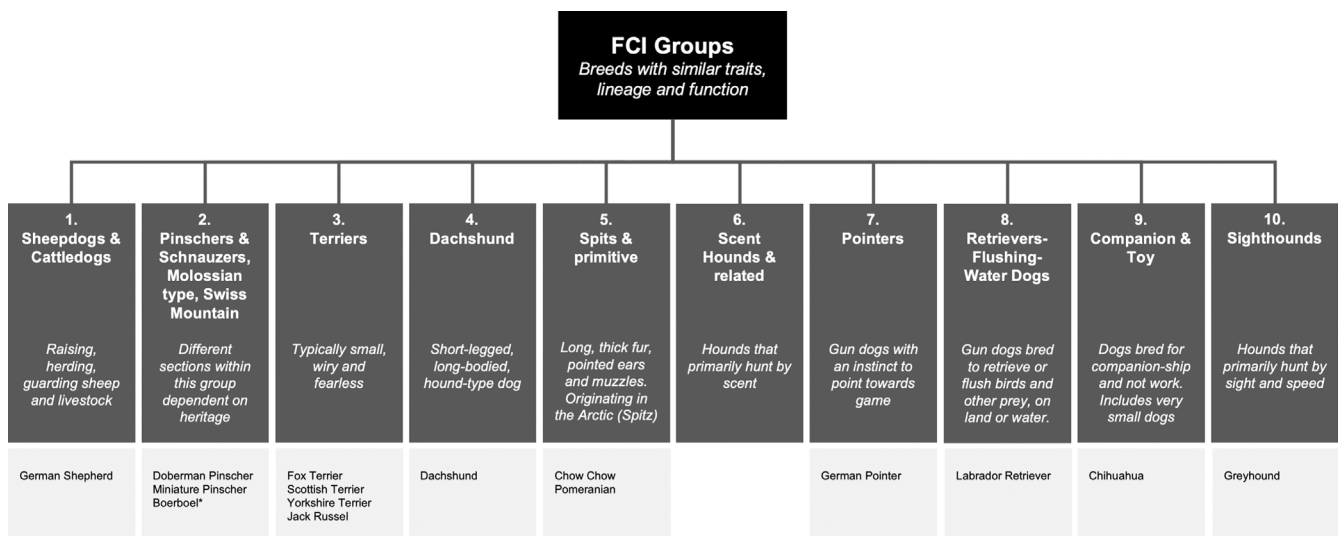 FCI Groups
Breeds with similar traits,
lineage and function
1.
Sheepdogs &
Cattledogs
Raising,
herding,
guarding sheep
and livestock
German Shepherd
2.
Pinschers &
Schnauzers,
Molossian
type, Swiss
Mountain
Different
sections within
this group
dependent on
heritage
Doberman Pinscher
Miniature Pinscher
Boerboel*
3.
Terriers
Typically small,
wiry and
fearless
Fox Terrier
Scottish Terrier
Yorkshire Terrier
Jack Russel
4.
Dachshund
Short-legged,
long-bodied,
hound-type dog
Dachshund
5.
Spits &
primitive
Long, thick fur,
pointed ears
and muzzles.
Originating in
the Arctic (Spitz)
Chow Chow
Pomeranian
6.
Scent
Hounds &
related
Hounds that
primarily hunt by
scent
7.
Pointers
Gun dogs with
an instinct to
point towards
game
German Pointer
8.
Retrievers-
Flushing-
Water Dogs
Gun dogs bred
to retrieve or
flush birds and
other prey, on
land or water.
Labrador Retriever
9.
Companion &
Toy
Dogs bred for
companion-ship
and not work.
Includes very
small dogs
Chihuahua
10.
Sighthounds
Hounds that
primarily hunt by
sight and speed
Greyhound